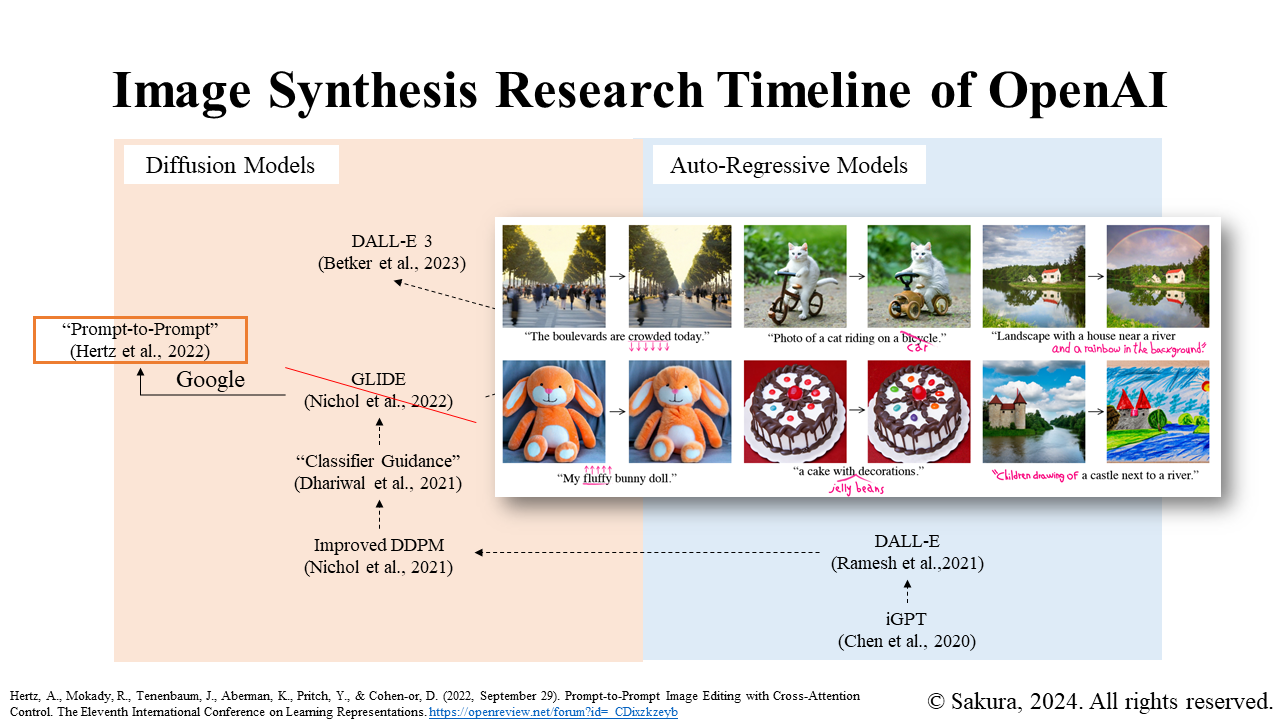 Image Synthesis Research Timeline of OpenAI
Diffusion Models
Auto-Regressive Models
DALL-E 3
(Betker et al., 2023)
“Prompt-to-Prompt”
(Hertz et al., 2022)
Google
GLIDE
(Nichol et al., 2022)
“Classifier Guidance”
(Dhariwal et al., 2021)
Improved DDPM
(Nichol et al., 2021)
“The boulevards are crowded today.”
“Photo of a cat riding on a bicycle.”
car
“Landscape with a house near a river
and a rainbow in the background.”
“My fluffy bunny doll.”
“a cake with decorations.”
jelly beans
“Children drawing of a castle next to a river.”
DALL-E
(Ramesh et al.,2021)
iGPT
(Chen et al., 2020)
Hertz, A., Mokady, R., Tenenbaum, J., Aberman, K., Pritch, Y., & Cohen-or, D. (2022, September 29). Prompt-to-Prompt Image Editing with Cross-Attention
Control. The Eleventh International Conference on Learning Representations. https://openreview.net/forum?id=_CDixzkzeyb
© Sakura, 2024. All rights reserved.